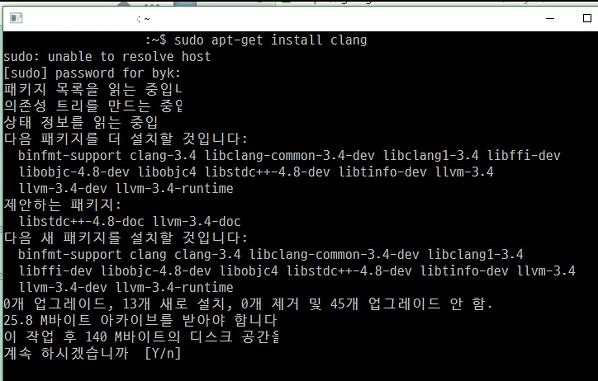 : ~
:~$ sudo apt-get install clang
sudo: unable to resolve host
[sudo] password for byk:
패키지 목록을 읽는 중입니
의존성 트리를 만드는 중입
상태 정보를 읽는 중입
다음 패키지를 더 설치할 것입니다:
binfmt-support clang-3.4 libclang-common-3.4-dev libclang1-3.4 libffi-dev
libobjc-4.8-dev libobjc4 libstdc++-4.8-dev libtinfo-dev llvm-3.4
llvm-3.4-dev llvm-3.4-runtime
제안하는 패키지:
libstdc++-4.8-doc llvm-3.4-doc
다음 새 패키지를 설치할 것입니다:
binfmt-support clang clang-3.4 libclang-common-3.4-dev libclang1-3.4
libffi-dev libobjc-4.8-dev libobjc4 libstdc++-4.8-dev libtinfo-dev llvm-3.4
llvm-3.4-dev llvm-3.4-runtime
0개 업그레이드, 13개 새로 설치, 0개 제거 및 45개 업그레이드 안 함.
25.8 M바이트 아카이브를 받아야 합니다
이 작업 후 140 M바이트의 디스크 공간을
계속 하시겠습니까 [Y/n]